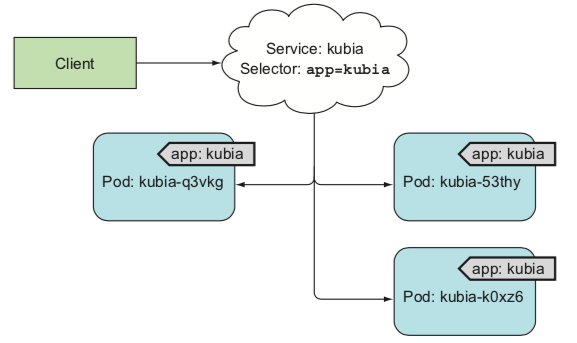 Client
Service: kubia
Selector: app=kubia
app: kubia
Pod: kubia-q3vkg
app: kubia
Pod: kubia-53thy
app: kubia
Pod: kubia-k0xz6